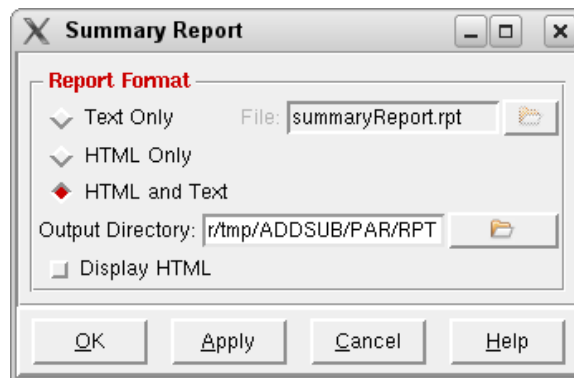 Summary Report
Report Format
Text Only File: summaryReport.rpt
HTML Only
HTML and Text
Output Directory: r/tmp/ADDSUB/PAR/RPT
Display HTML
OK Apply Cancel Help